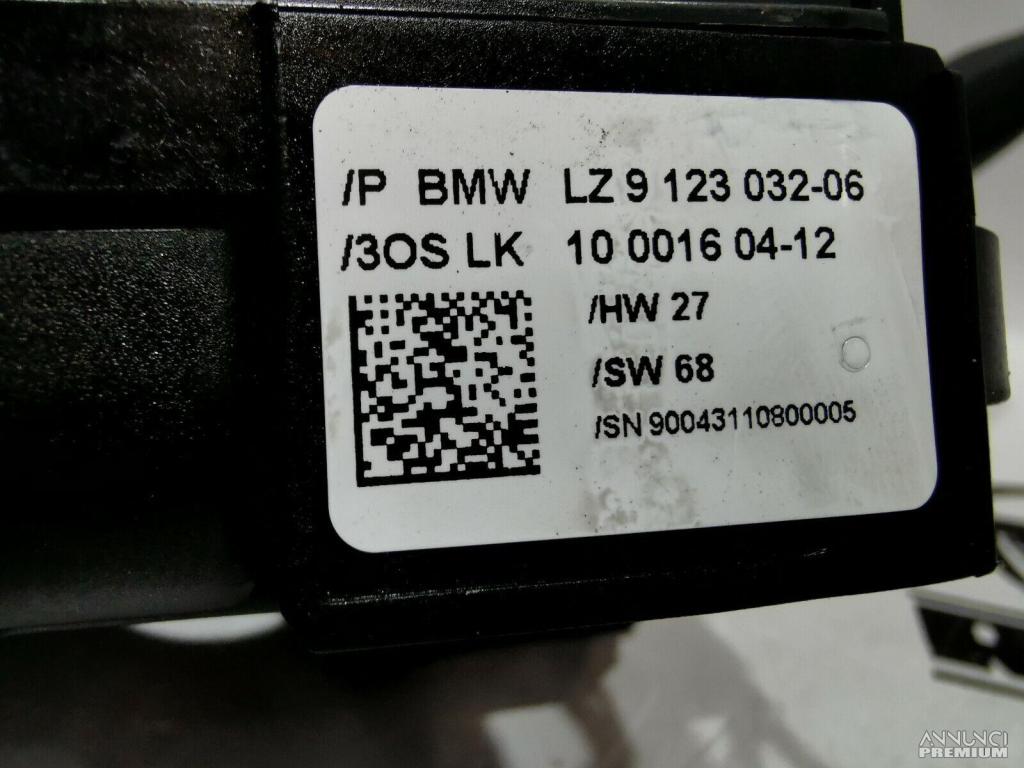 /P BMW LZ 9 123 032-06
/3OS LK 10 0016 04-12
/HW 27
/SW 68
/SN 90043110800005
ANNUNCI
PREMIUM